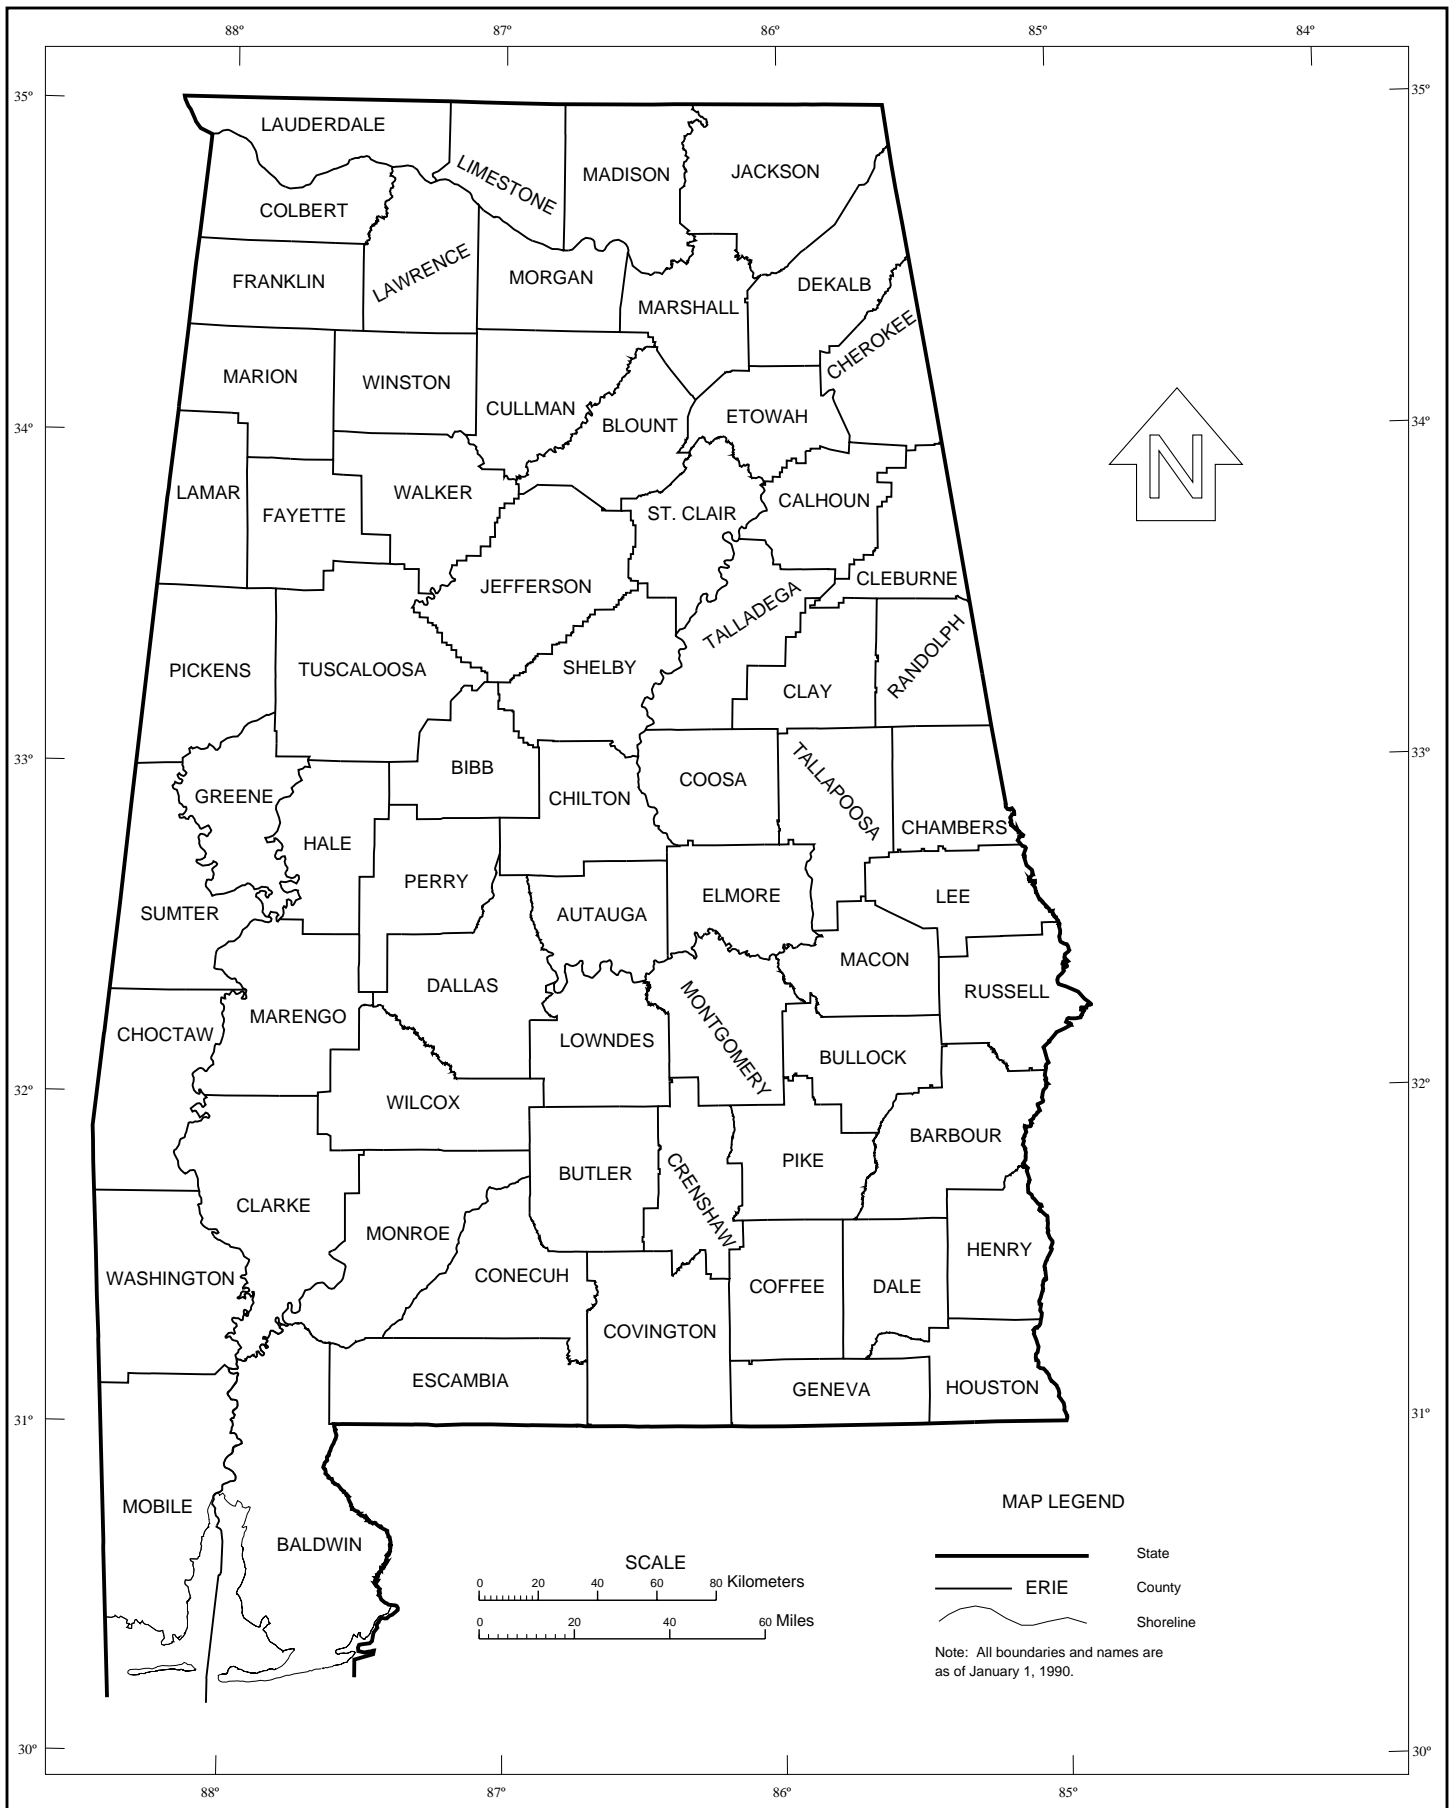 88° 87° 86° 85° 84°
35° 35°
LAUDERDALE
LIMESTONE
MADISON
JACKSON
COLBERT
LAWRENCE
FRANKLIN
MORGAN
DEKALB
MARSHALL
CHEROKEE
MARION
WINSTON
CULLMAN
BLOUNT
ETOWAH
34° 34°
N
LAMAR
WALKER
CALHOUN
FAYETTE
ST. CLAIR
JEFFERSON
CLEBURNE
TALLADEGA
RANDOLPH
PICKENS
TUSCALOOSA
SHELBY
CLAY
33° 33°
BIBB
COOSA
TALLAPOOSA
GREENE
CHILTON
CHAMBERS
HALE
PERRY
ELMORE
LEE
SUMTER
AUTAUGA
MACON
DALLAS
RUSSELL
MARENGO
MONTGOMERY
CHOCTAW
LOWNDES
BULLOCK
32° 32°
WILCOX
BARBOUR
PIKE
BUTLER
CRENSHAW
CLARKE
MONROE
HENRY
WASHINGTON
CONECUH
COFFEE
DALE
COVINGTON
ESCAMBIA
GENEVA
HOUSTON
31° 31°
MOBILE
BALDWIN
SCALE
0 20 40 60 80 Kilometers
0 20 40 60 Miles
MAP LEGEND
State
ERIE County
Shoreline
Note: All boundaries and names are
as of January 1, 1990.
30° 30°
88° 87° 86° 85°